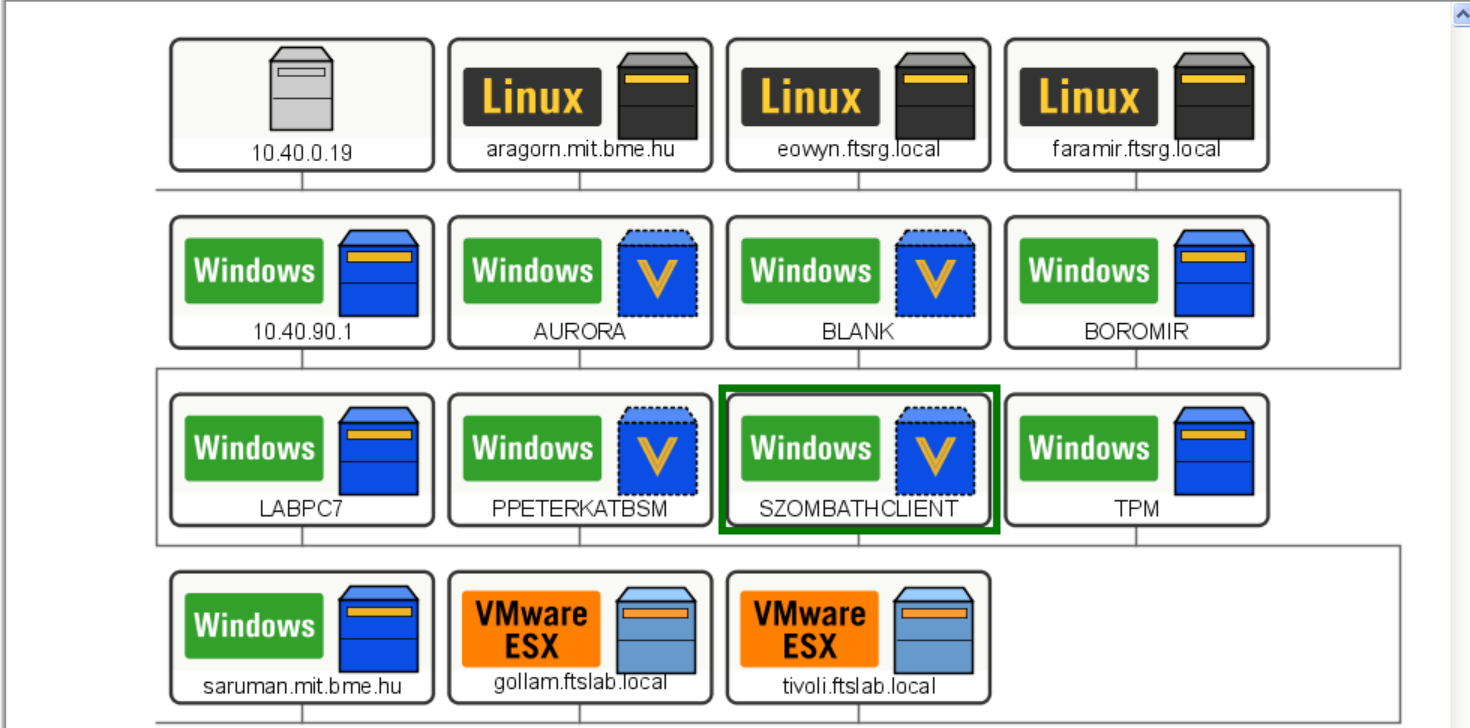 10.40.0.19
Linux
aragorn.mit.bme.hu
Linux
eowyn.ftsrg.local
Linux
faramir.ftsrg.local
Windows
10.40.90.1
Windows
V
AURORA
Windows
V
BLANK
Windows
BOROMIR
Windows
LABPC7
Windows
V
PPETERKATBSM
Windows
V
SZOMBATHCLIENT
Windows
TPM
Windows
saruman.mit.bme.hu
VMware
ESX
gollam.ftslab.local
VMware
ESX
tivoli.ftslab.local